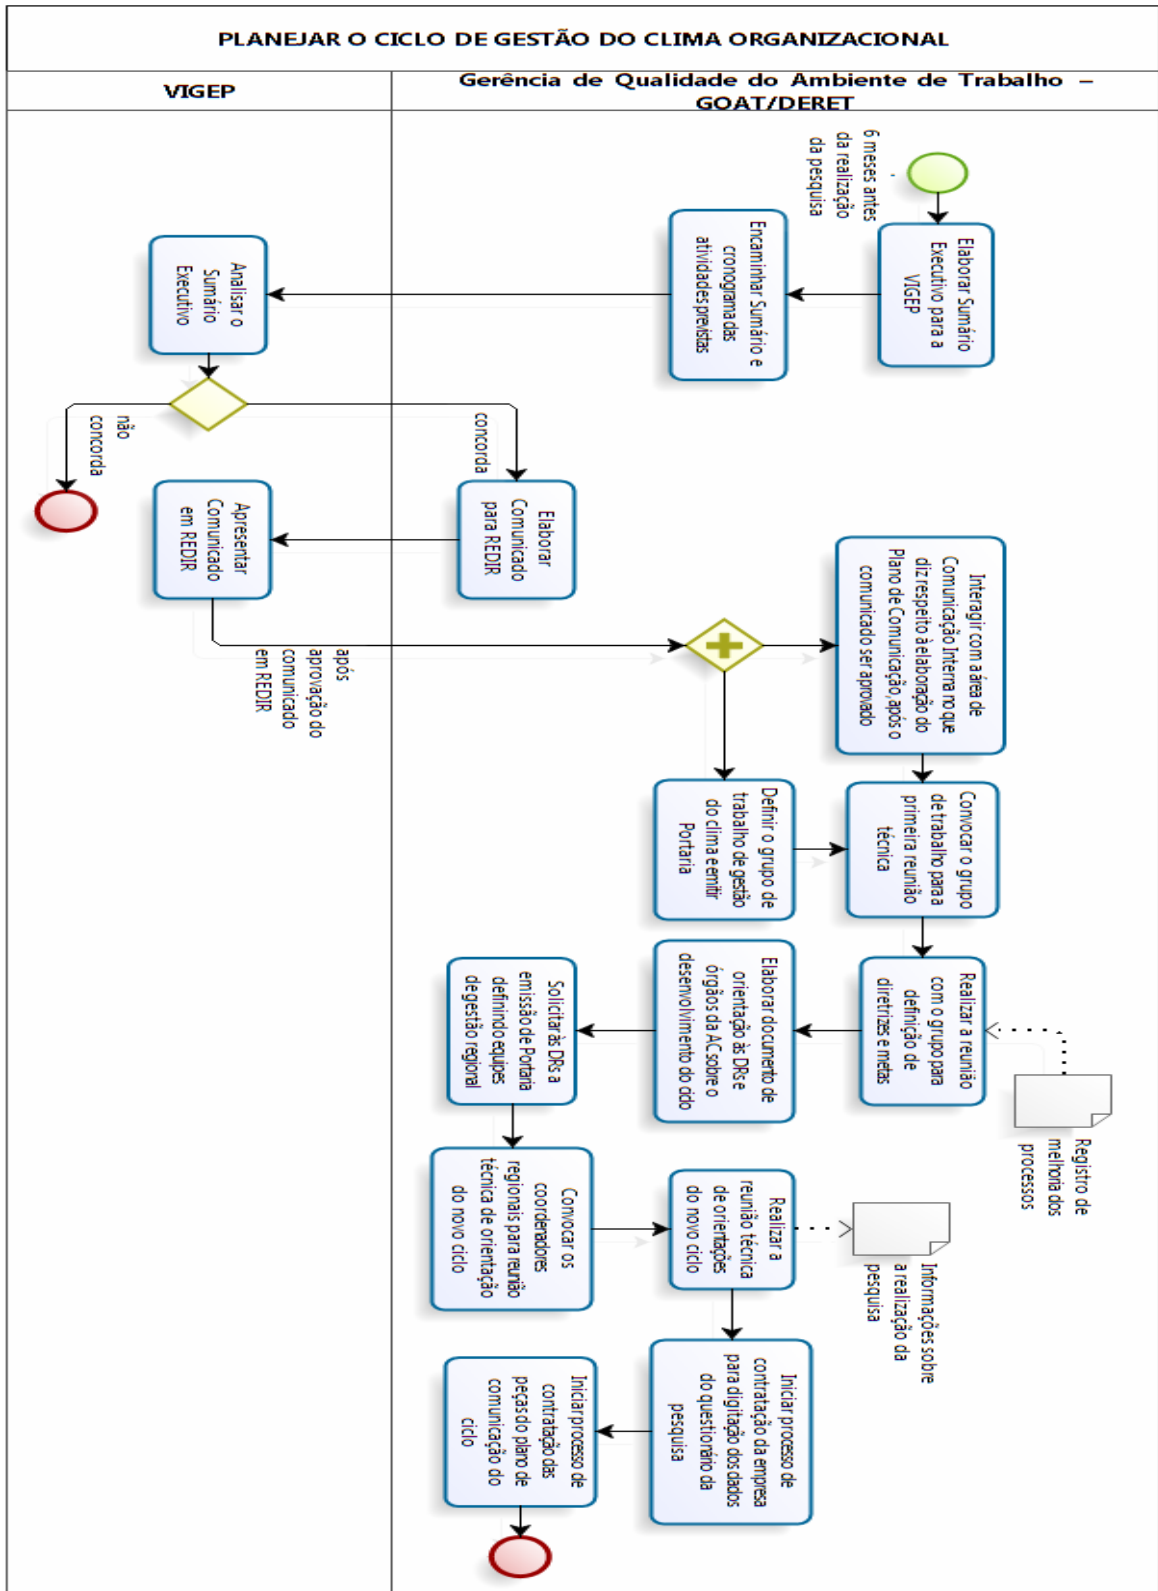 PLANEJAR O CICLO DE GESTÃO DO CLIMA ORGANIZACIONAL
VIGEP
Gerência de Qualidade do Ambiente de Trabalho –
GOAT/DERET
6 meses antes
da realização
da pesquisa
Elaborar Sumário
Executivo para a
VIGEP
Encaminhar Sumário e
cronograma das
atividades previstas
Analisar o
Sumário
Executivo
não
concorda
concorda
Elaborar
Comunicado
para REDIR
Apresentar
Comunicado
em REDIR
após
aprovação do
comunicado
em REDIR
Interagir com a área de
Comunicação Interna no que
diz respeito à elaboração do
Plano de Comunicação, após o
comunicado ser aprovado
Definir o grupo de
trabalho de gestão
do clima e emitir
Portaria
Convocar o grupo
de trabalho para a
primeira reunião
técnica
Realizar a reunião
com o grupo para
definição de
diretrizes e metas
Registro de
melhoria dos
processos
Elaborar documento de
orientação às DRs e
órgãos da AC sobre o
desenvolvimento do ciclo
Solicitar às DRs a
emissão de Portaria
definindo equipes
de gestão regional
Convocar os
coordenadores
regionais para reunião
técnica de orientação
do novo ciclo
Realizar a
reunião técnica
de orientações
do novo ciclo
Informações sobre
a realização da
pesquisa
Iniciar processo de
contratação da empresa
para digitação dos dados
do questionário da
pesquisa
Iniciar processo de
contratação das
peças do plano de
comunicação do
ciclo